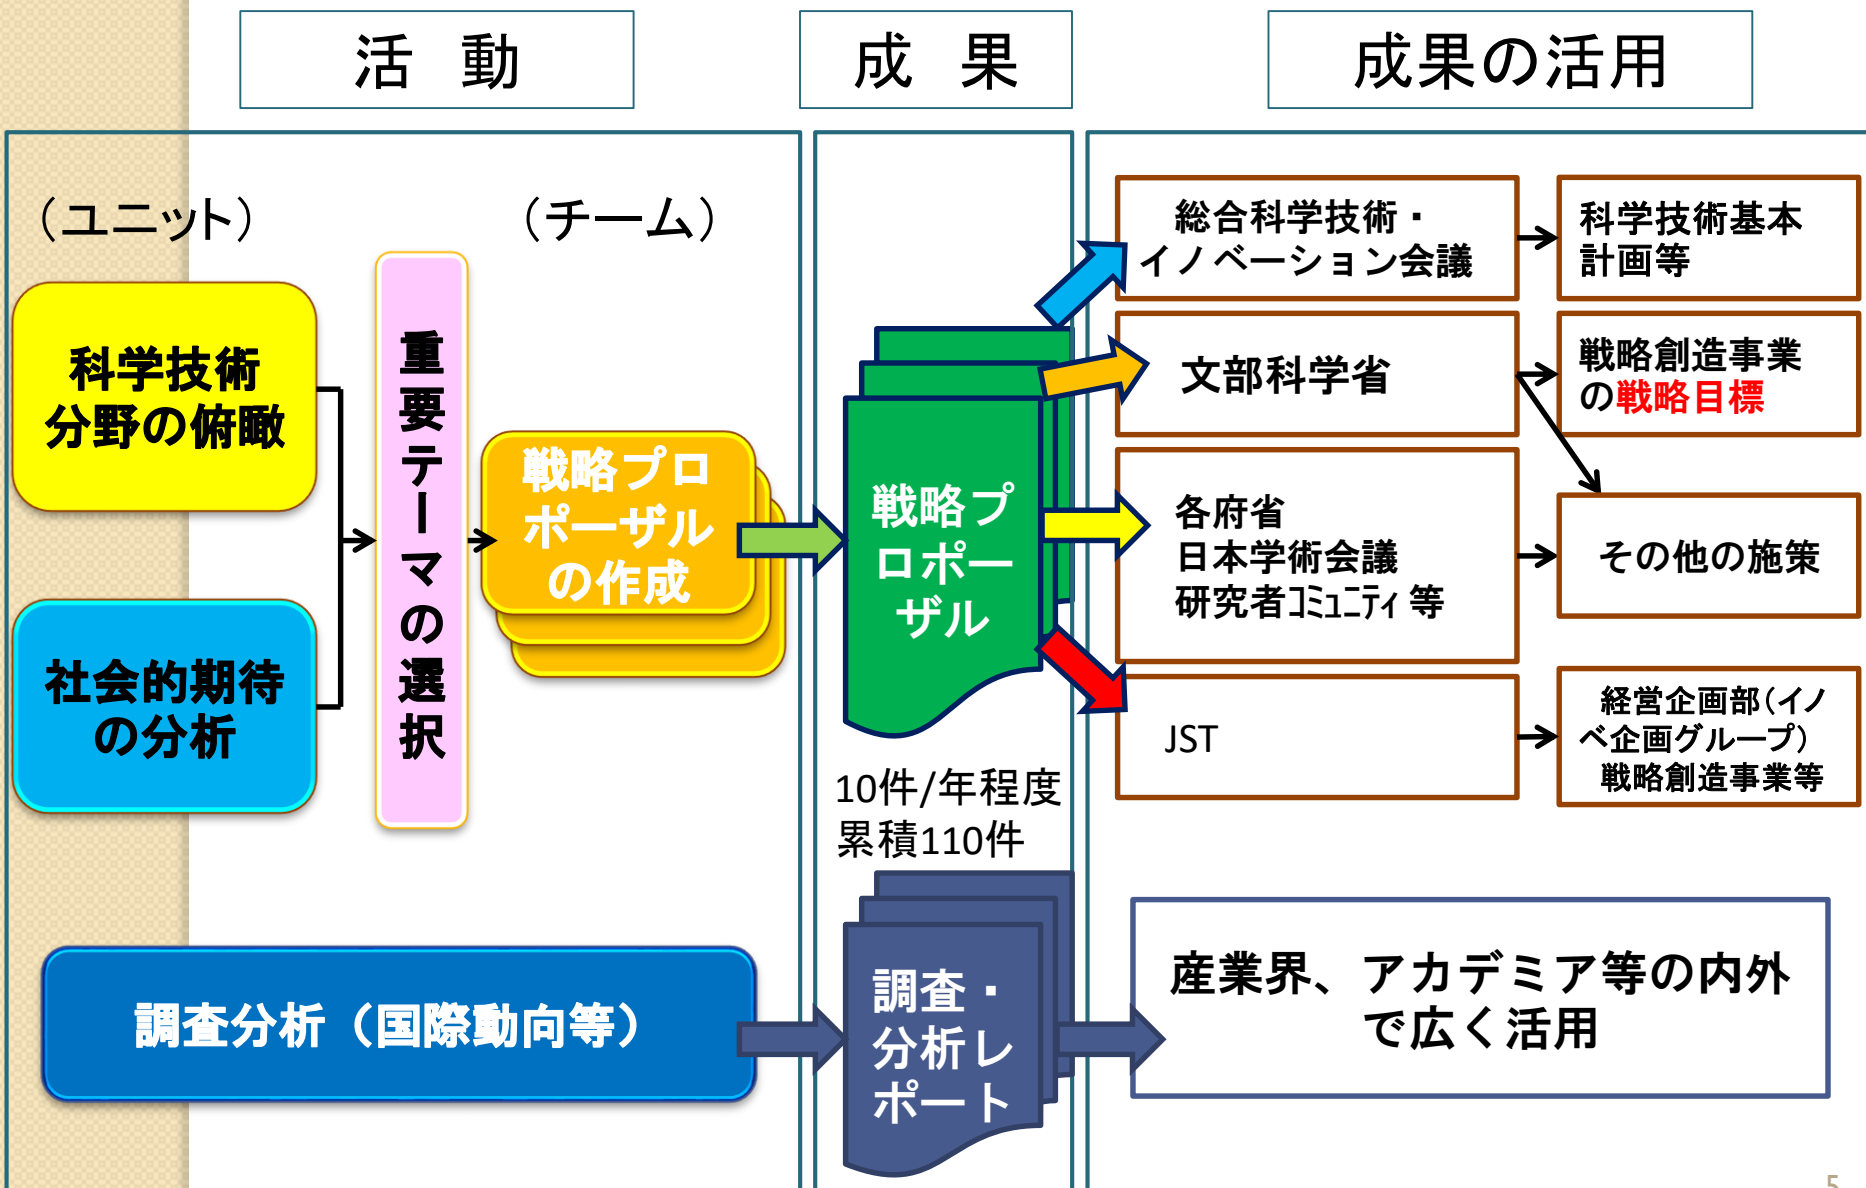 活　動
成　果
成果の活用
（ユニット）
（チーム）
科学技術
分野の俯瞰
社会的期待
の分析
重要テーマの選択
戦略プロ
ポーザル
の作成
戦略プ
ロポー
ザル
10件/年程度
累積110件
総合科学技術・
イノベーション会議
科学技術基本
計画等
文部科学省
戦略創造事業
の戦略目標
各府省
日本学術会議
研究者ｺﾐｭﾆﾃｨ 等
その他の施策
JST
経営企画部（イノ
ベ企画グループ）
戦略創造事業等
調査分析（国際動向等）
調査・
分析レ
ポート
産業界、アカデミア等の内外
で広く活用
5